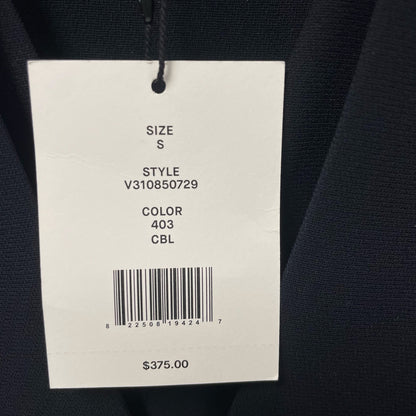 SIZE
S
STYLE
V310850729
COLOR
403
CBL
8 22508 19424 7
$375.00